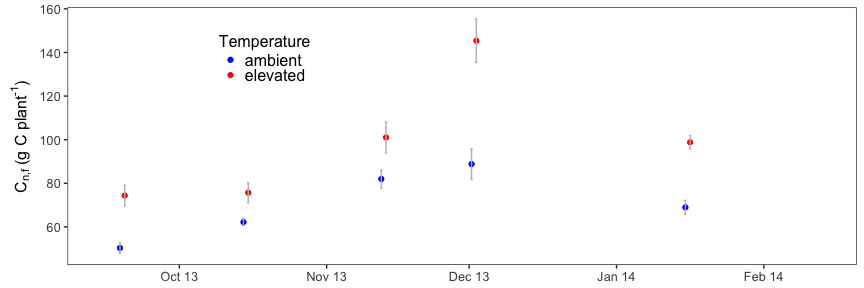 160
140
120
100
80
60
C_{n,f} (g C plant^{-1})
Temperature
ambient
elevated
Oct 13
Nov 13
Dec 13
Jan 14
Feb 14